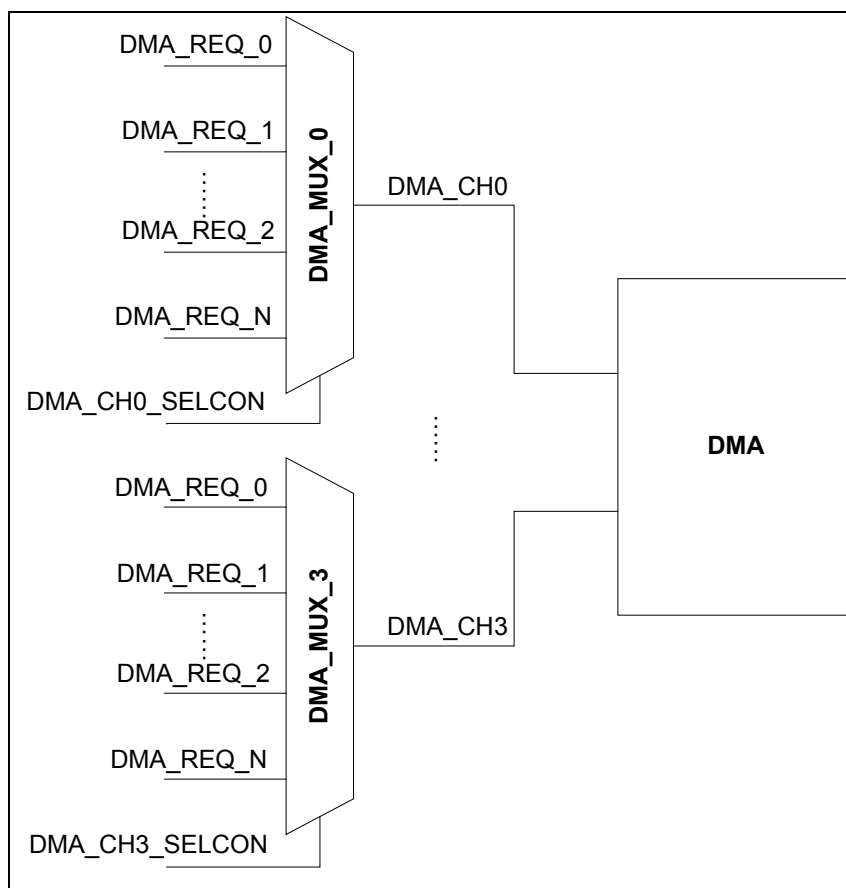 DMA_REQ_0
DMA_REQ_1
DMA_REQ_2
DMA_REQ_N
DMA_CH0_SELCON
DMA_MUX_0
DMA_CH0
DMA
DMA_REQ_0
DMA_REQ_1
DMA_REQ_2
DMA_REQ_N
DMA_CH3_SELCON
DMA_MUX_3
DMA_CH3